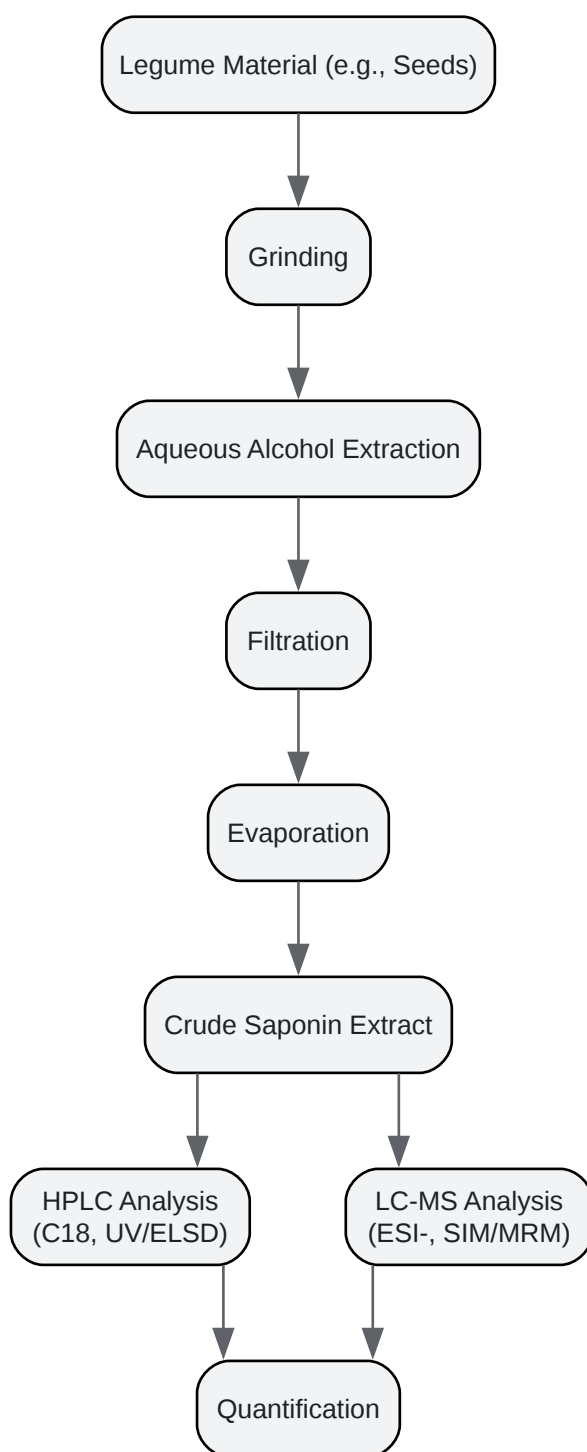 Legume Material (e.g., Seeds)
Grinding
Aqueous Alcohol Extraction
Filtration
Evaporation
Crude Saponin Extract
HPLC Analysis
(C18, UV/ELSD)
LC-MS Analysis
(ESI-, SIM/MRM)
Quantification